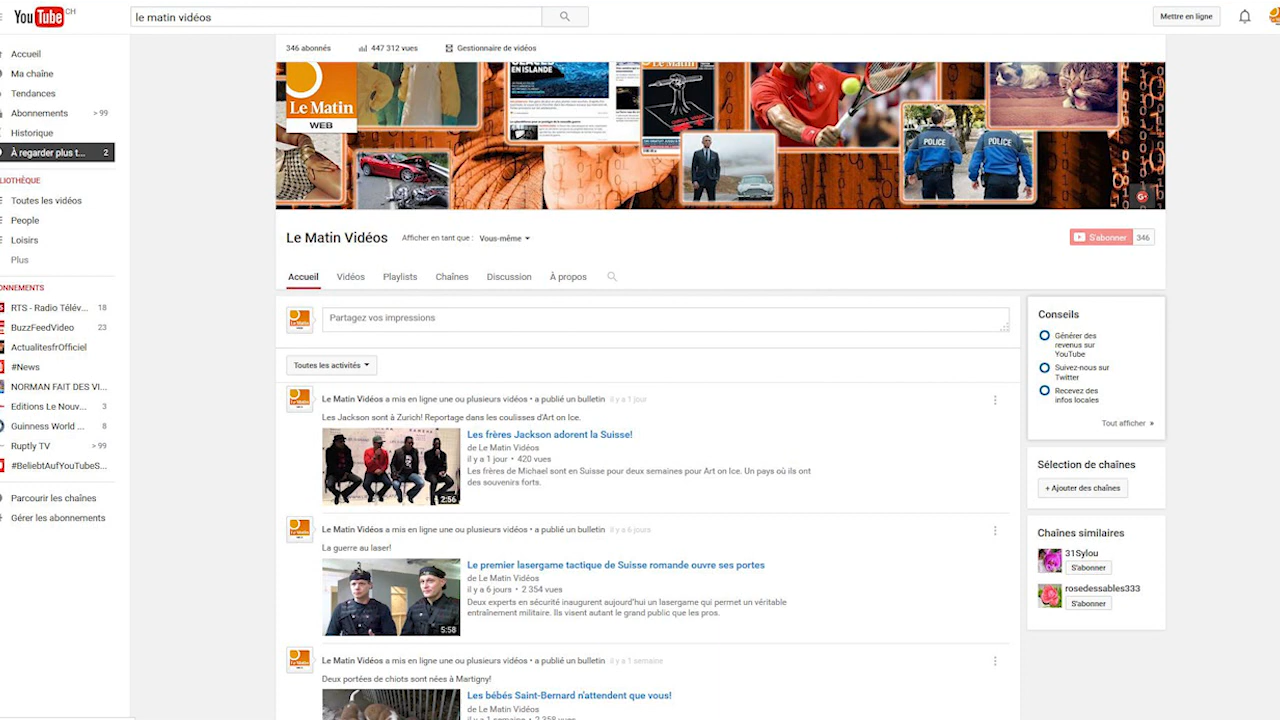 YouTube CH
le matin vidéos
Mettre en ligne
Accueil
Ma chaîne
Tendances
Abonnements > 99
Historique
egarder plus t... 2
LIOTHÈQUE
Toutes les vidéos
People
Loisirs
Plus
ONNEMENTS
RTS - Radio Télév... 18
BuzzFeedVideo 23
ActualitesfrOfficiel
#News
NORMAN FAIT DES VI...
Editions Le Nouv... 3
Guinness World ... 8
Ruptly TV > 99
#BeliebtAufYouTubeS...
Parcourir les chaînes
Gérer les abonnements
346 abonnés
447 312 vues
Gestionnaire de vidéos
Le Matin
WEB
EN ISLANDE
Le Matin
POLICE
POLICE
Le Matin Vidéos
Afficher en tant que : Vous-même
S'abonner 346
Accueil
Vidéos
Playlists
Chaînes
Discussion
À propos
Partagez vos impressions
Toutes les activités
Le Matin Vidéos a mis en ligne une ou plusieurs vidéos • a publié un bulletin il y a 1 jour
Les Jackson sont à Zurich! Reportage dans les coulisses d'Art on Ice.
2:56
Les frères Jackson adorent la Suisse!
de Le Matin Vidéos
il y a 1 jour • 420 vues
Les frères de Michael sont en Suisse pour deux semaines pour Art on Ice. Un pays où ils ont
des souvenirs forts.
Le Matin Vidéos a mis en ligne une ou plusieurs vidéos • a publié un bulletin il y a 6 jours
La guerre au laser!
5:58
Le premier lasergame tactique de Suisse romande ouvre ses portes
de Le Matin Vidéos
il y a 6 jours • 2 354 vues
Deux experts en sécurité inaugurent aujourd'hui un lasergame qui permet un véritable
entraînement militaire. Ils visent autant le grand public que les pros.
Le Matin Vidéos a mis en ligne une ou plusieurs vidéos • a publié un bulletin il y a 1 semaine
Deux portées de chiots sont nées à Martigny!
Les bébés Saint-Bernard n'attendent que vous!
de Le Matin Vidéos
il y a 1 semaine • 2 358 vues
Conseils
Générer des
revenus sur
YouTube
Suivez-nous sur
Twitter
Recevez des
infos locales
Tout afficher »
Sélection de chaînes
+ Ajouter des chaînes
Chaînes similaires
31Sylou
S'abonner
rosedessables333
S'abonner